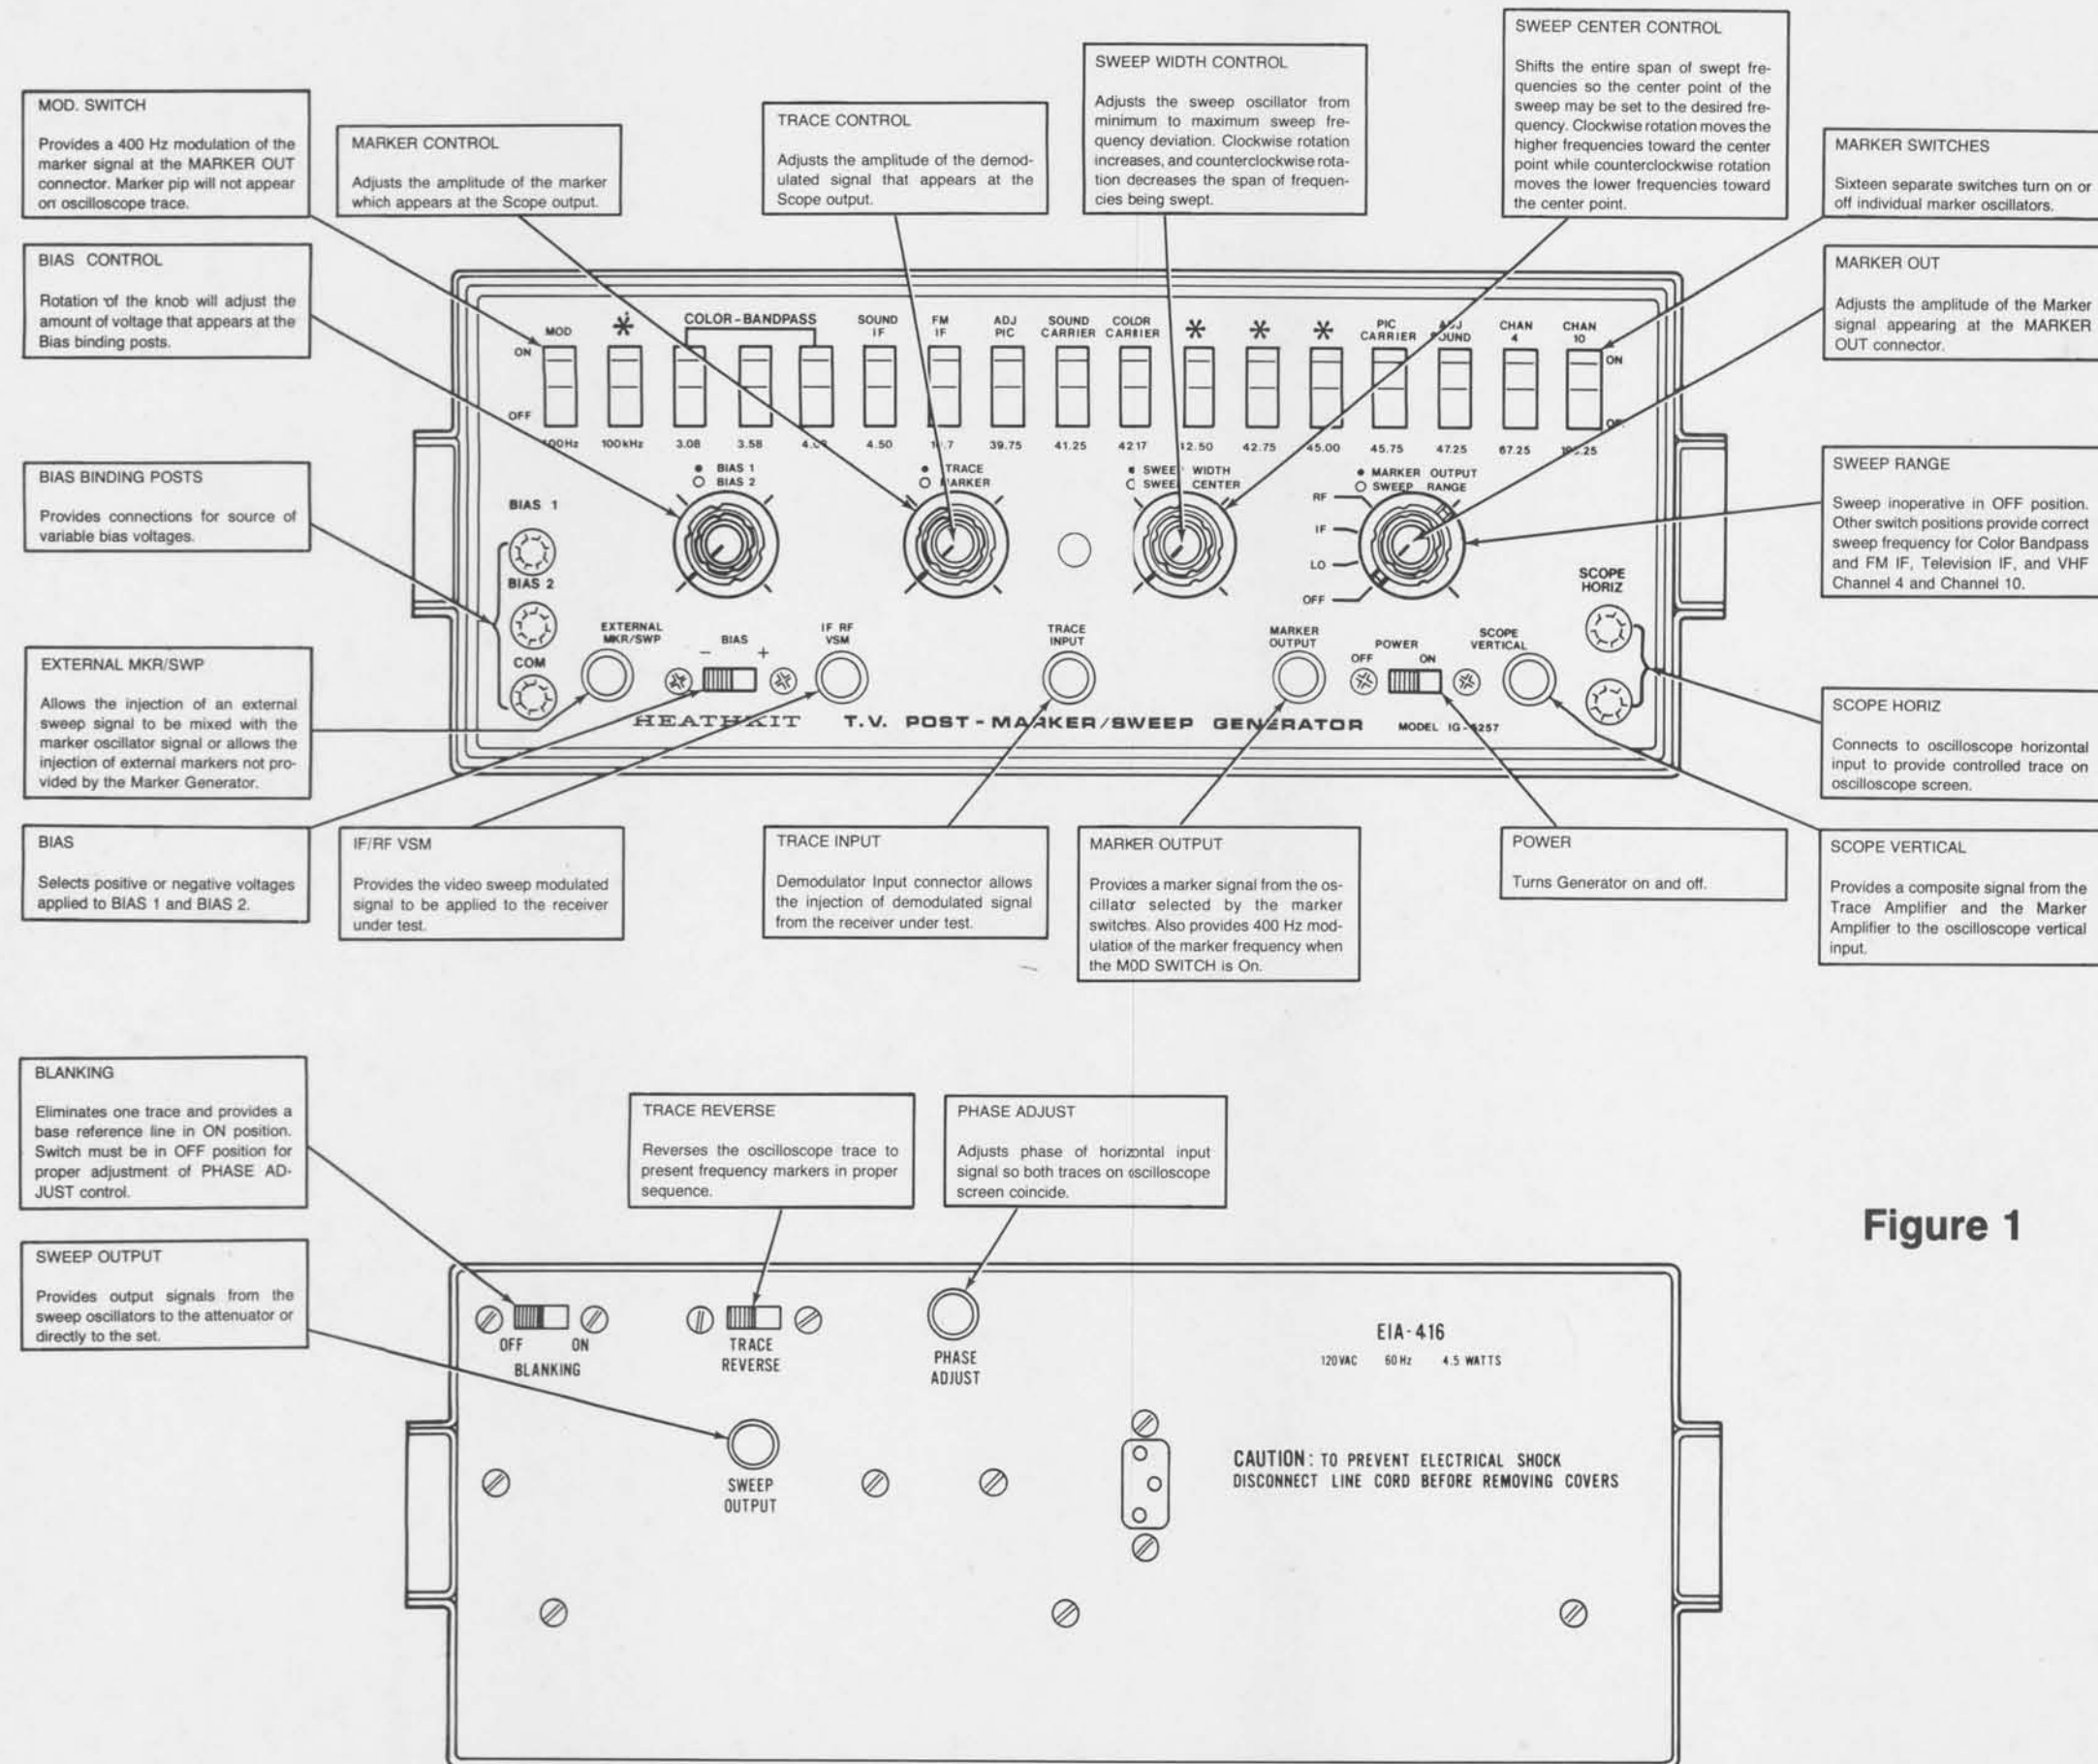 MOD. SWITCH
Provides a 400 Hz modulation of the
marker signal at the MARKER OUT
connector. Marker pip will not appear
on oscilloscope trace.
MARKER CONTROL
Adjusts the amplitude of the marker
which appears at the Scope output.
TRACE CONTROL
Adjusts the amplitude of the demod-
ulated signal that appears at the
Scope output.
SWEEP WIDTH CONTROL
Adjusts the sweep oscillator from
minimum to maximum sweep fre-
quency deviation. Clockwise rotation
increases, and counterclockwise rota-
tion decreases the span of frequen-
cies being swept.
SWEEP CENTER CONTROL
Shifts the entire span of swept fre-
quencies so the center point of the
sweep may be set to the desired fre-
quency. Clockwise rotation moves the
higher frequencies toward the center
point while counterclockwise rotation
moves the lower frequencies toward
the center point.
MARKER SWITCHES
Sixteen separate switches turn on or
off individual marker oscillators.
BIAS CONTROL
Rotation of the knob will adjust the
amount of voltage that appears at the
Bias binding posts.
MARKER OUT
Adjusts the amplitude of the Marker
signal appearing at the MARKER
OUT connector.
BIAS BINDING POSTS
Provides connections for source of
variable bias voltages.
SWEEP RANGE
Sweep inoperative in OFF position.
Other switch positions provide correct
sweep frequency for Color Bandpass
and FM IF, Television IF, and VHF
Channel 4 and Channel 10.
EXTERNAL MKR/SWP
Allows the injection of an external
sweep signal to be mixed with the
marker oscillator signal or allows the
injection of external markers not pro-
vided by the Marker Generator.
SCOPE HORIZ
Connects to oscilloscope horizontal
input to provide controlled trace on
oscilloscope screen.
MOD
*
COLOR-BANDPASS
SOUND
IF
FM
IF
ADJ
PIC
SOUND
CARRIER
COLOR
CARRIER
*
*
*
PIC
CARRIER
CHAN
4
CHAN
10
ON
OFF
ON
100kHz 3.08 3.58 4.50 39.75 41.25 42.17 42.75 45.00 45.75 47.25 67.25
BIAS 1
BIAS 2
TRACE
MARKER
SWEEP WIDTH
SWEEP CENTER
MARKER OUTPUT
SWEEP RANGE
RF
IF
LO
OFF
BIAS 1
BIAS 2
COM
EXTERNAL
MKR/SWP
BIAS
- +
IF RF
VSM
TRACE
INPUT
MARKER
OUTPUT
POWER
OFF ON
SCOPE
VERTICAL
SCOPE
HORIZ
HEATHKIT T.V. POST-MARKER/SWEEP GENERATOR MODEL
BIAS
Selects positive or negative voltages
applied to BIAS 1 and BIAS 2.
IF/RF VSM
Provides the video sweep modulated
signal to be applied to the receiver
under test.
TRACE INPUT
Demodulator Input connector allows
the injection of demodulated signal
from the receiver under test.
MARKER OUTPUT
Provides a marker signal from the os-
cillator selected by the marker
switches. Also provides 400 Hz mod-
ulation of the marker frequency when
the MOD SWITCH is On.
POWER
Turns Generator on and off.
SCOPE VERTICAL
Provides a composite signal from the
Trace Amplifier and the Marker
Amplifier to the oscilloscope vertical
input.
BLANKING
Eliminates one trace and provides a
base reference line in ON position.
Switch must be in OFF position for
proper adjustment of PHASE AD-
JUST control.
TRACE REVERSE
Reverses the oscilloscope trace to
present frequency markers in proper
sequence.
PHASE ADJUST
Adjusts phase of horizontal input
signal so both traces on oscilloscope
screen coincide.
Figure 1
SWEEP OUTPUT
Provides output signals from the
sweep oscillators to the attenuator or
directly to the set.
OFF ON
BLANKING
TRACE
REVERSE
PHASE
ADJUST
EIA-416
120VAC 60Hz 4.5 WATTS
SWEEP
OUTPUT
CAUTION: TO PREVENT ELECTRICAL SHOCK
DISCONNECT LINE CORD BEFORE REMOVING COVERS